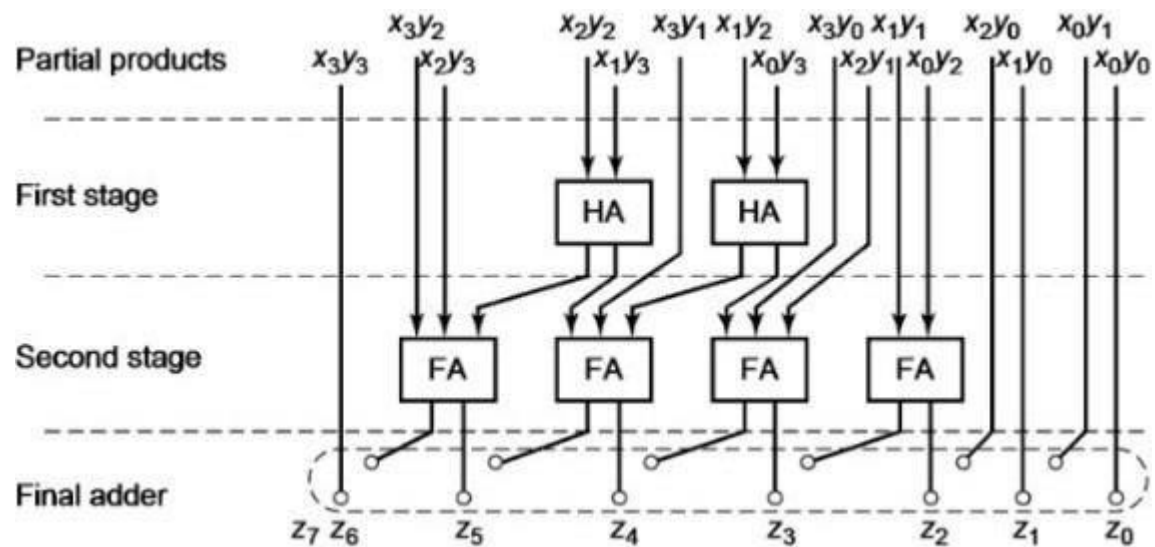 x₃y₂ x₂y₂ x₃y₁ x₁y₂ x₃y₀ x₁y₁ x₂y₀ x₀y₁
Partial products x₃y₃ x₂y₃ x₁y₃ x₀y₃ x₂y₁ x₀y₂ x₁y₀ x₀y₀
First stage HA HA
Second stage FA FA FA FA
Final adder
z₇ z₆ z₅ z₄ z₃ z₂ z₁ z₀